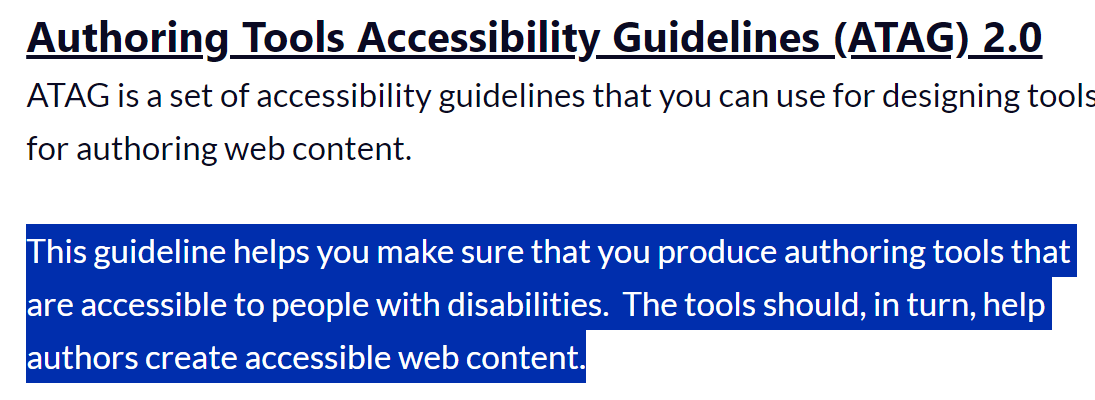 Authoring Tools Accessibility Guidelines (ATAG) 2.0
ATAG is a set of accessibility guidelines that you can use for designing tools
for authoring web content.
This guideline helps you make sure that you produce authoring tools that
are accessible to people with disabilities.  The tools should, in turn, help
authors create accessible web content.